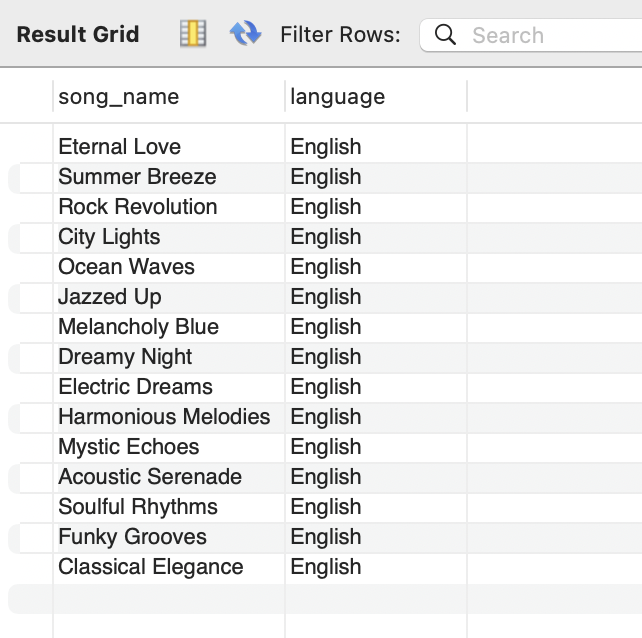 Result Grid Filter Rows: Search
song_name language
Eternal Love English
Summer Breeze English
Rock Revolution English
City Lights English
Ocean Waves English
Jazzed Up English
Melancholy Blue English
Dreamy Night English
Electric Dreams English
Harmonious Melodies English
Mystic Echoes English
Acoustic Serenade English
Soulful Rhythms English
Funky Grooves English
Classical Elegance English